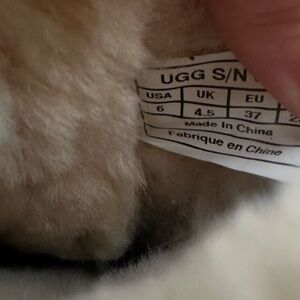 UGG S/N
USA UK EU
6 4.5 37
Made in China
Fabrique en Chine